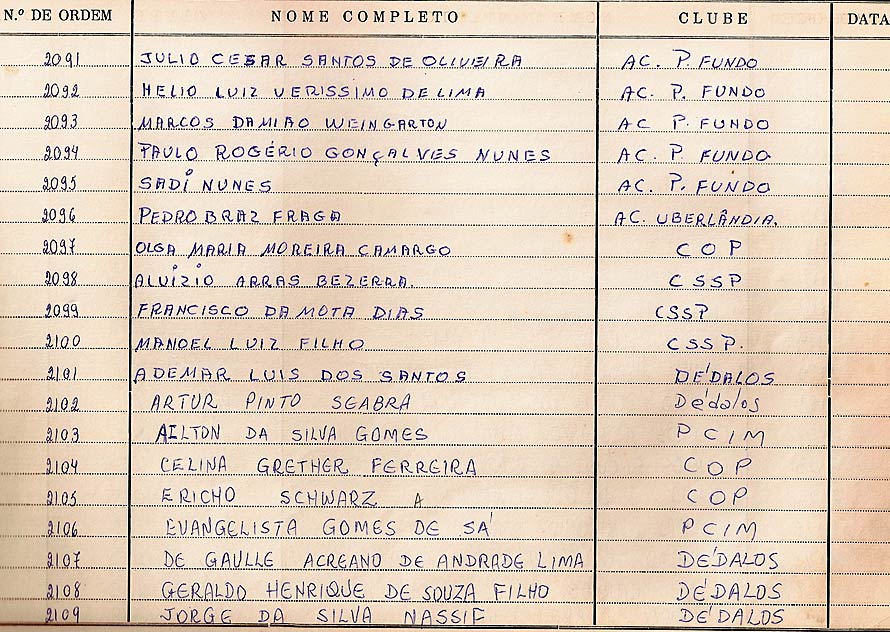 N.º DE ORDEM NOME COMPLETO CLUBE DATA
2091 JULIO CESAR SANTOS DE OLIVEIRA AC. P. FUNDO
2092 HELIO LUIZ VERISSIMO DE LIMA AC. P. FUNDO
2093 MARCOS DAMIAO WEINGARTON AC P. FUNDO
2094 PAULO ROGÉRIO GONÇALVES NUNES AC. P. FUNDO
2095 SADI NUNES AC. P. FUNDO
2096 PEDRO BRAZ FRAGA AC. UBERLÂNDIA.
2097 OLGA MARIA MOREIRA CAMARGO COP
2098 ALUIZIO ARRAS BEZERRA. CSSP
2099 FRANCISCO DA MOTA DIAS CSSP
2100 MANOEL LUIZ FILHO CSSP.
2101 ADEMAR LUIS DOS SANTOS DÉDALOS
2102 ARTUR PINTO SEABRA Dédalos
2103 AILTON DA SILVA GOMES PCIM
2104 CELINA GRETHER FERREIRA COP
2105 ERICHO SCHWARZ A COP
2106 EVANGELISTA GOMES DE SÁ PCIM
2107 DE GAULLE ACREANO DE ANDRADE LIMA DÉDALOS
2108 GERALDO HENRIQUE DE SOUZA FILHO DÉDALOS
2109 JORGE DA SILVA NASSIF DÉDALOS